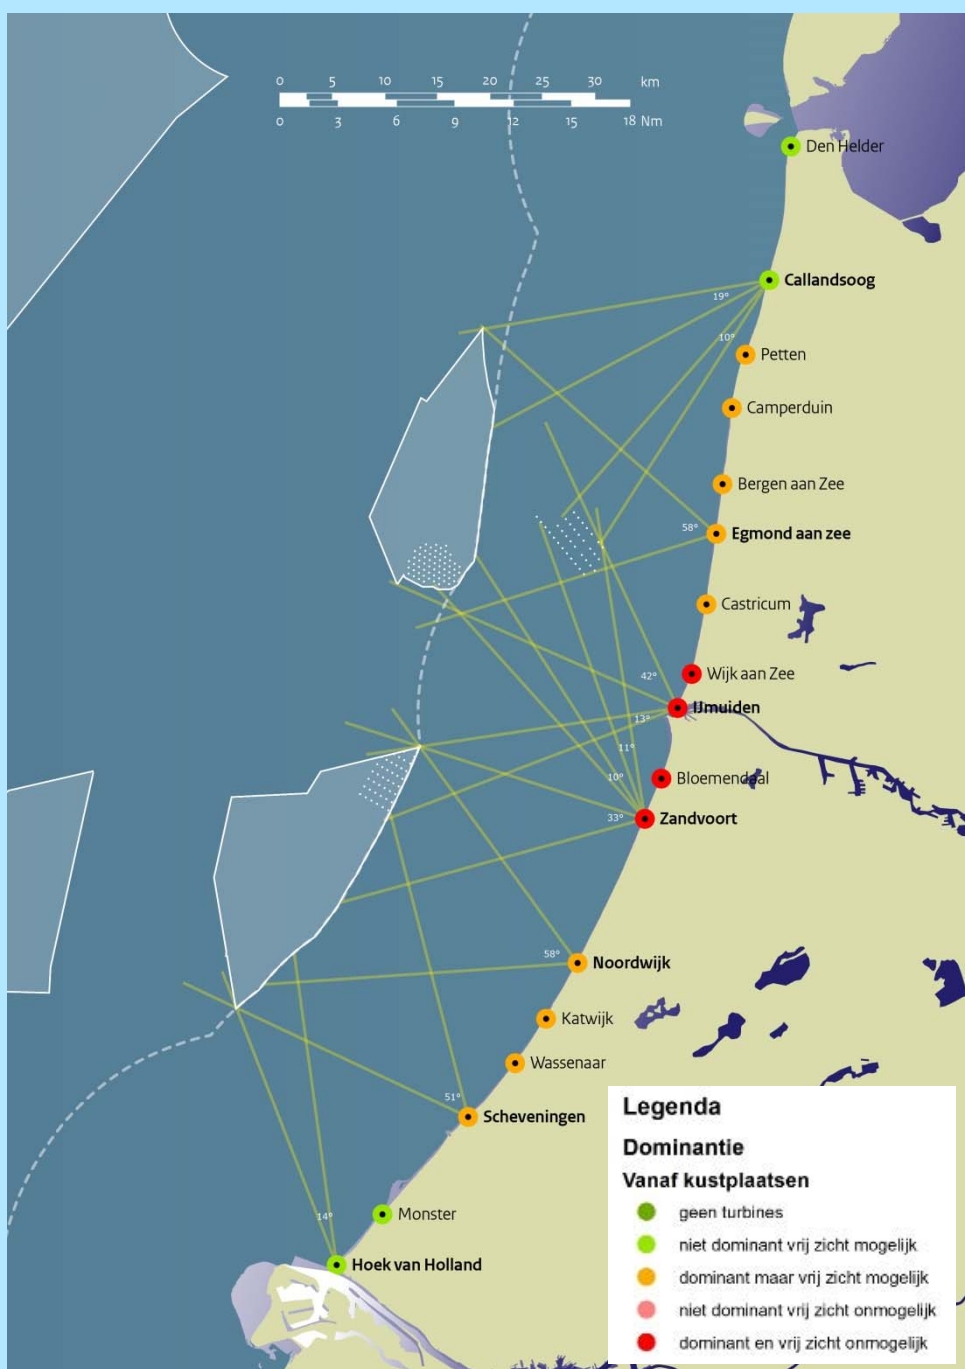 0 5 10 15 20 25 30 km
0 3 6 9 12 15 18 Nm
Den Helder
Callandsoog
19°
10°
Petten
Camperduin
Bergen aan Zee
58°
Egmond aan zee
Castricum
42°
Wijk aan Zee
IJmuiden
13°
11°
10°
Bloemendaal
33°
Zandvoort
58°
Noordwijk
Katwijk
Wassenaar
51°
Scheveningen
Monster
14°
Hoek van Holland
Legenda
Dominantie
Vanaf kustplaatsen
geen turbines
niet dominant vrij zicht mogelijk
dominant maar vrij zicht mogelijk
niet dominant vrij zicht onmogelijk
dominant en vrij zicht onmogelijk